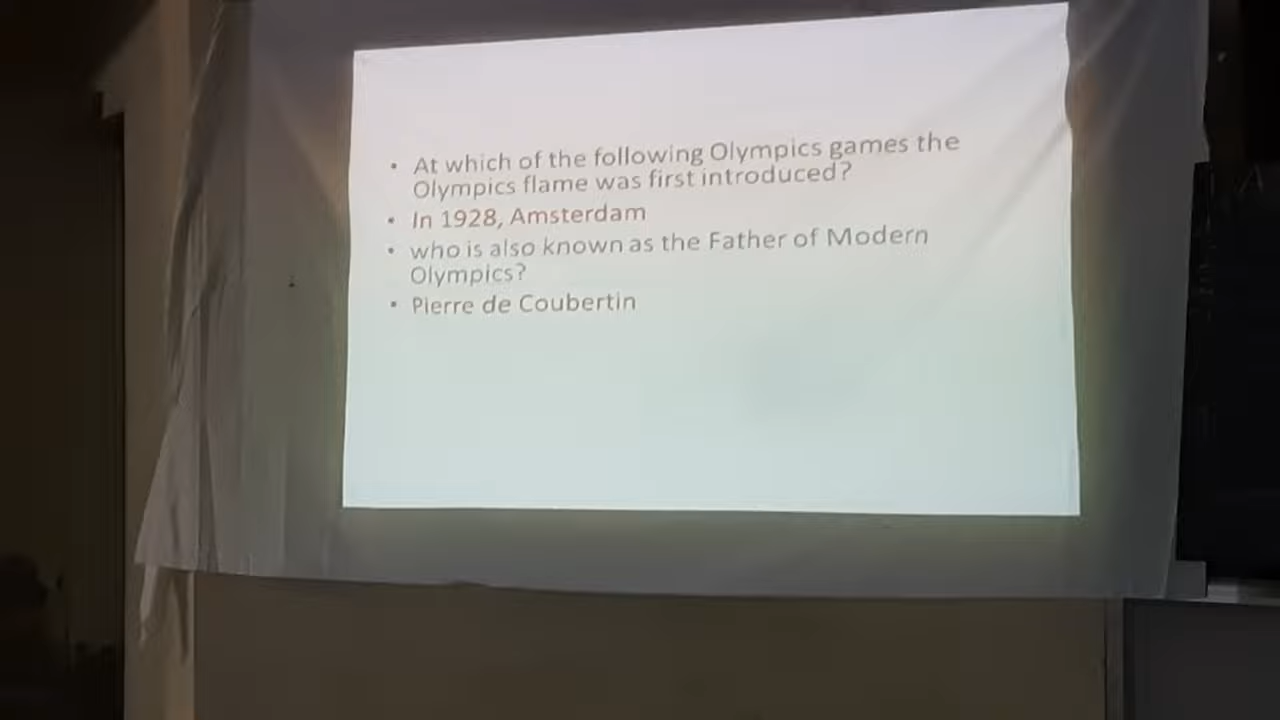 • At which of the following Olympics games the
Olympics flame was first introduced?
• In 1928, Amsterdam
• who is also known as the Father of Modern
Olympics?
• Pierre de Coubertin